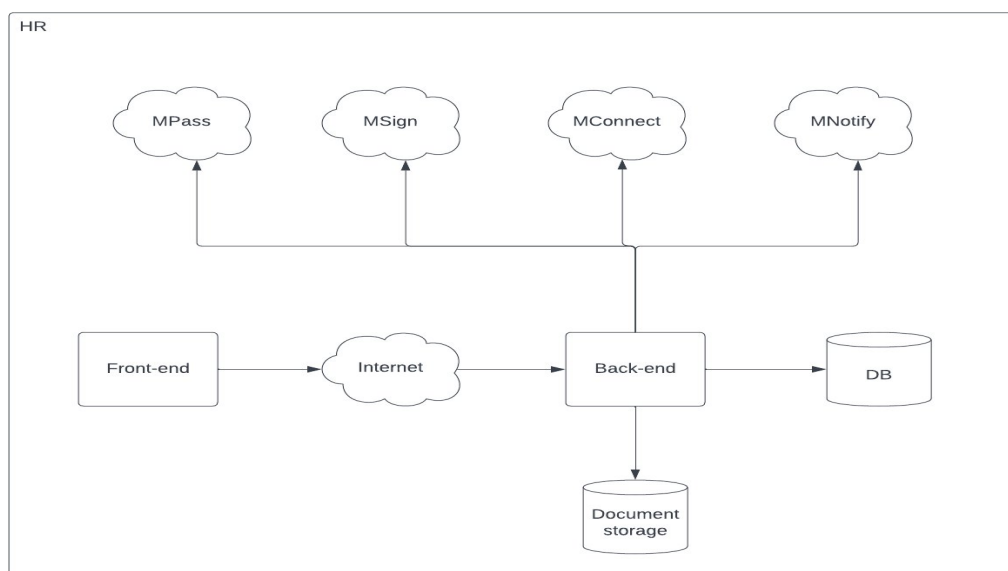 HR
MPass
MSign
MConnect
MNotify
Front-end
Internet
Back-end
DB
Document
storage